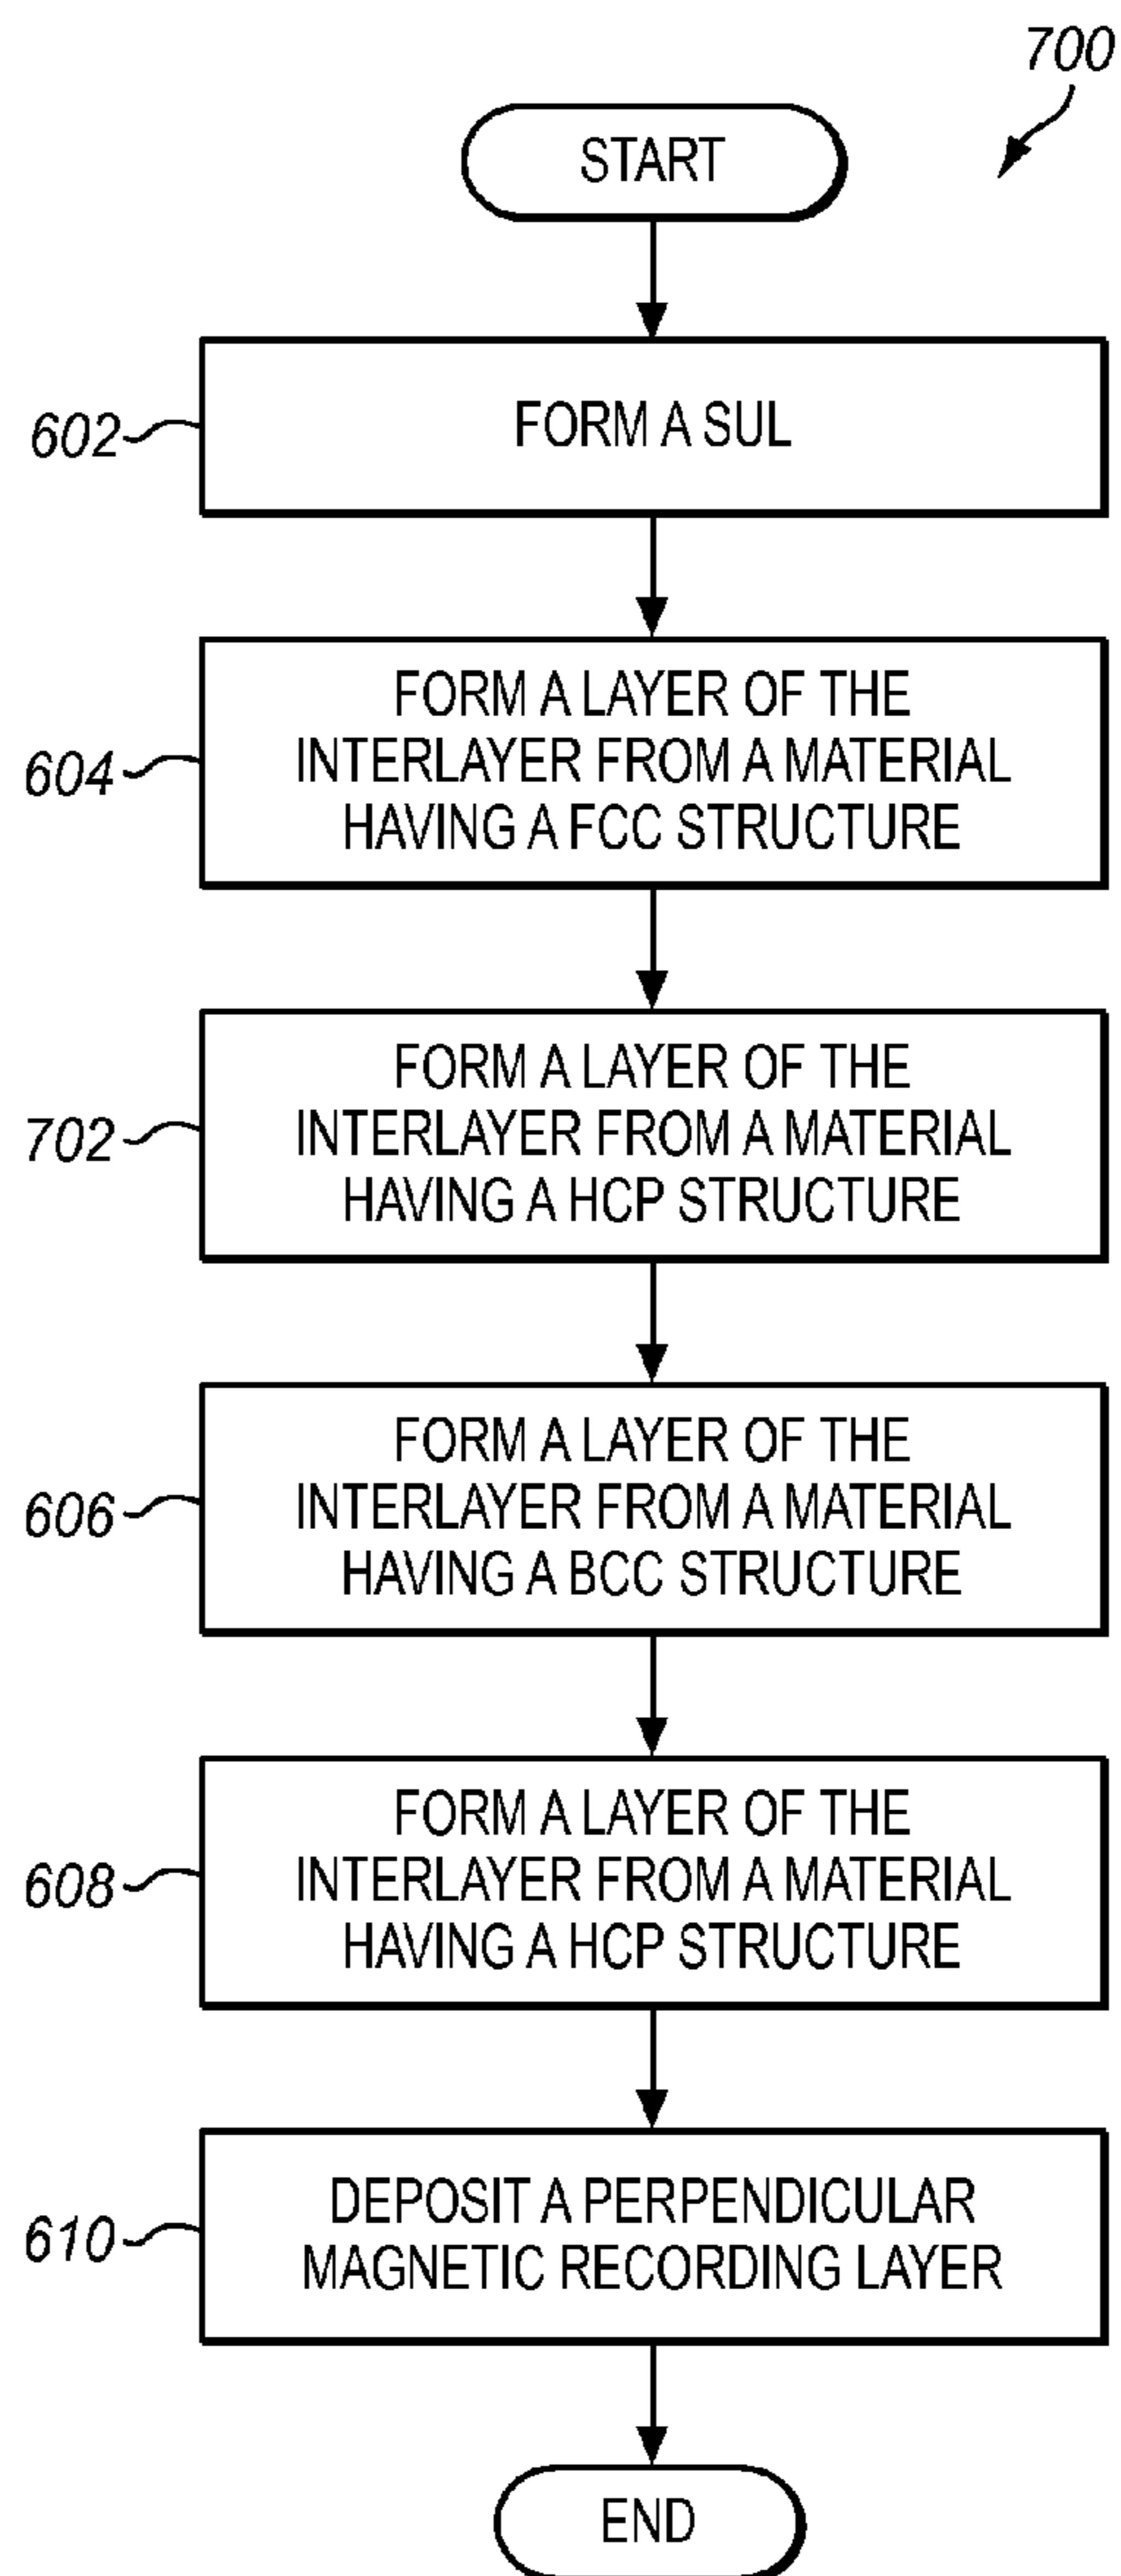 700
START
602
FORM A SUL
604
FORM A LAYER OF THE
INTERLAYER FROM A MATERIAL
HAVING A FCC STRUCTURE
702
FORM A LAYER OF THE
INTERLAYER FROM A MATERIAL
HAVING A HCP STRUCTURE
606
FORM A LAYER OF THE
INTERLAYER FROM A MATERIAL
HAVING A BCC STRUCTURE
608
FORM A LAYER OF THE
INTERLAYER FROM A MATERIAL
HAVING A HCP STRUCTURE
610
DEPOSIT A PERPENDICULAR
MAGNETIC RECORDING LAYER
END